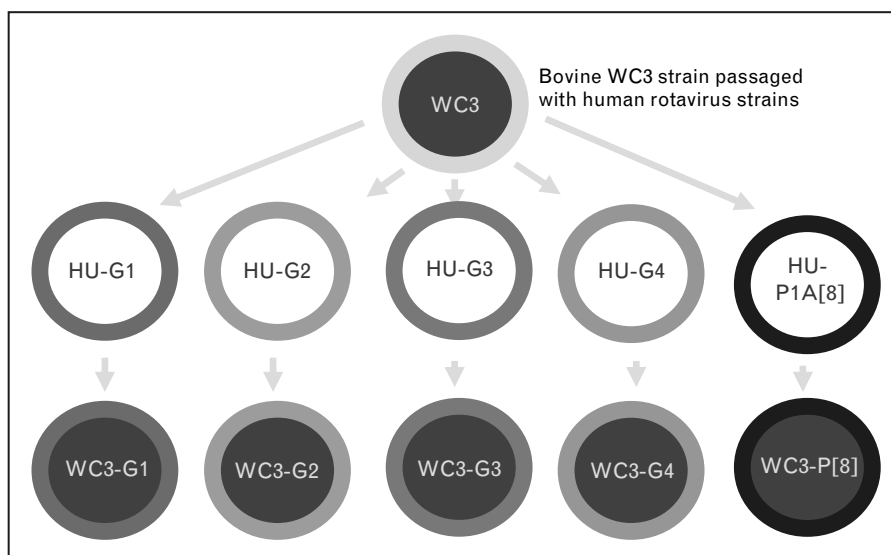 WC3
Bovine WC3 strain passaged
with human rotavirus strains
HU-G1
HU-G2
HU-G3
HU-G4
HU-
P1A[8]
WC3-G1
WC3-G2
WC3-G3
WC3-G4
WC3-P[8]